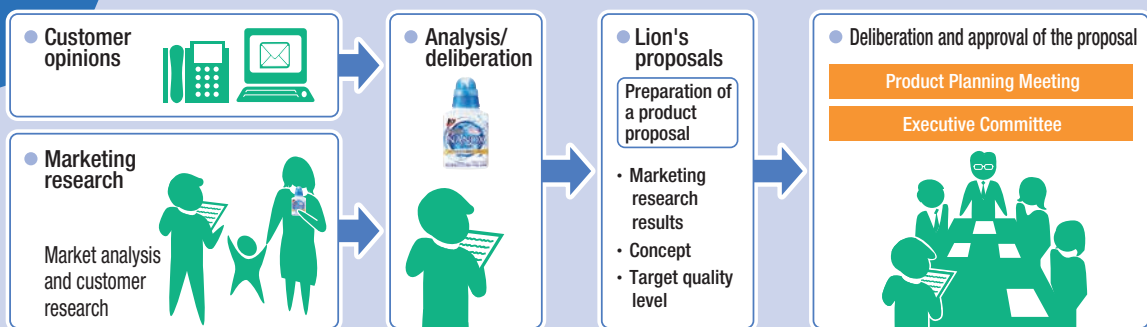 Customer
opinions
Marketing
research
Market analysis
and customer
research
Analysis/
deliberation
NANOX
Lion's
proposals
Preparation of
a product
proposal
・ Marketing
research
results
・ Concept
・ Target quality
level
Deliberation and approval of the proposal
Product Planning Meeting
Executive Committee